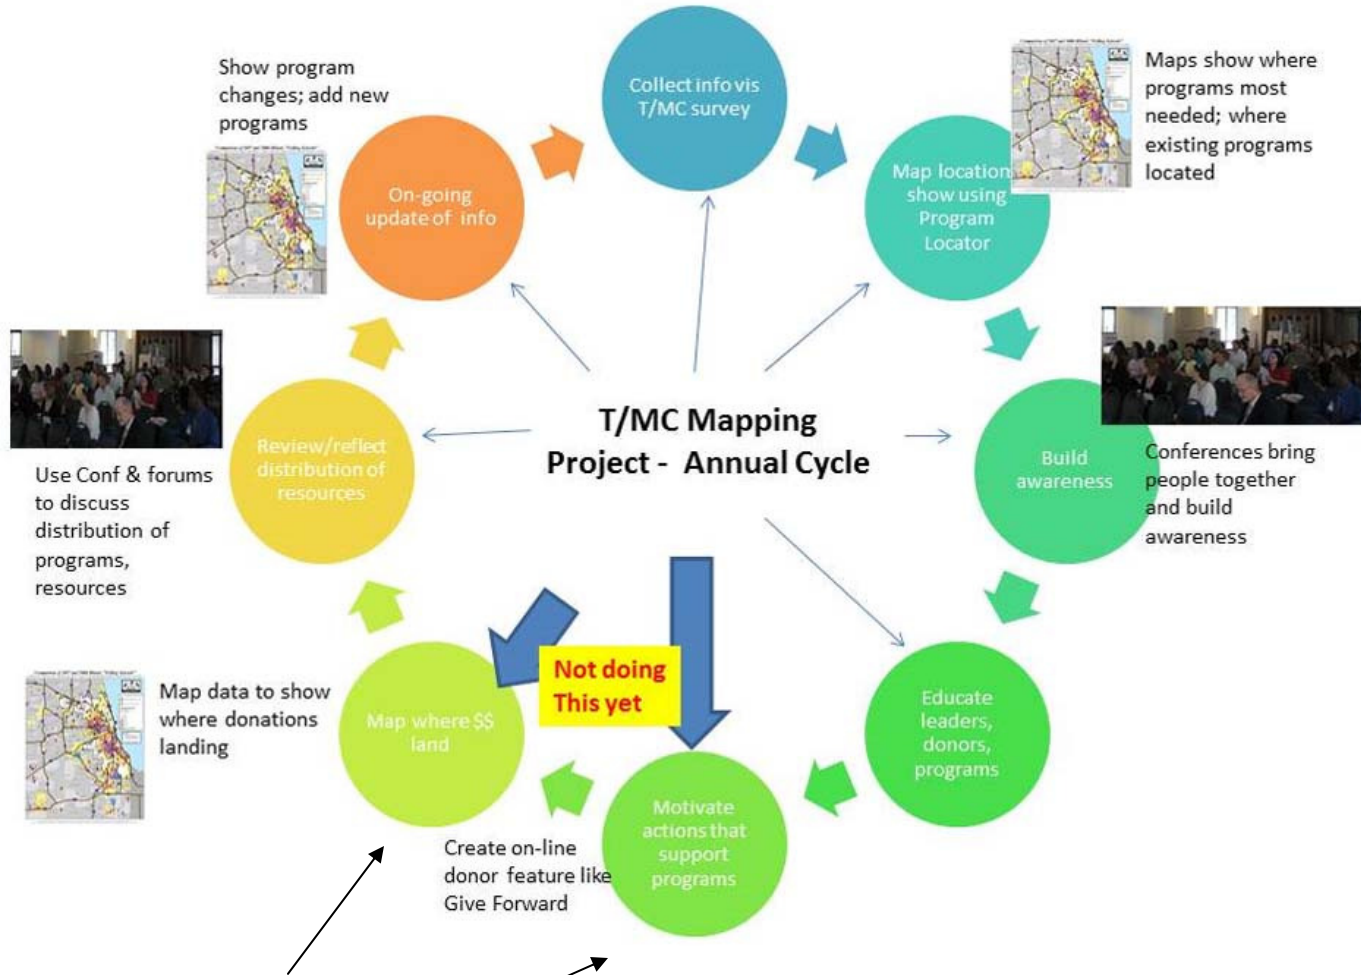 Collect info vis
T/MC survey
Maps show where
programs most
needed; where
existing programs
located
Map location
show using
Program
Locator
Build
awareness
Conferences bring
people together
and build
awareness
Educate
leaders,
donors,
programs
Motivate
actions that
support
programs
Create on-line
donor feature like
Give Forward
Map where $$
land
Map data to show
where donations
landing
Review/reflect
distribution of
resources
Use Conf & forums
to discuss
distribution of
programs,
resources
On-going
update of info
Show program
changes; add new
programs
T/MC Mapping
Project - Annual Cycle
Not doing
This yet